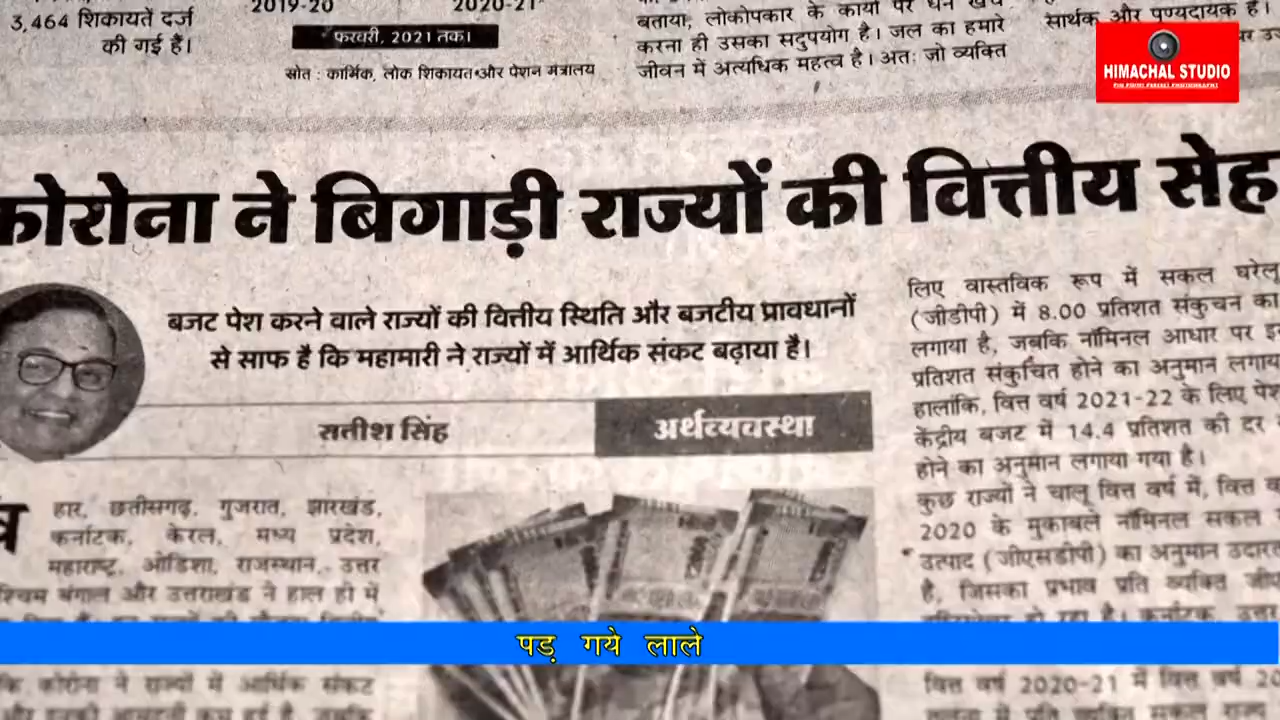 3,464 शिकायतें दर्ज
की गई हैं।
2019-20
2020-21
फरवरी, 2021 तक।
स्रोत : कार्मिक, लोक शिकायत और पेंशन मंत्रालय
बताया, लोकोपकार के कार्यों पर धन
करना ही उसका सदुपयोग है। जल का हमारे
जीवन में अत्यधिक महत्व है। अतः जो व्यक्ति
सार्थक और पुण्यदायक है।
HIMACHAL STUDIO
कोरोना ने बिगाड़ी राज्यों की वित्तीय सेह
बजट पेश करने वाले राज्यों की वित्तीय स्थिति और बजटीय प्रावधानों
से साफ है कि महामारी ने राज्यों में आर्थिक संकट बढ़ाया है।
सतीश सिंह
अर्थव्यवस्था
हार, छत्तीसगढ़, गुजरात, झारखंड,
कर्नाटक, केरल, मध्य प्रदेश,
महाराष्ट्र, ओडिशा, राजस्थान, उत्तर
श्चिम बंगाल और उत्तराखंड ने हाल ही में
कि कोरोना ने राज्यों में आर्थिक संकट
लिए वास्तविक रूप में सकल घरेलू
(जीडीपी) में 8.00 प्रतिशत संकुचन का
लगाया है, जबकि नॉमिनल आधार पर
प्रतिशत संकुचित होने का अनुमान लगाय
हालांकि, वित्त वर्ष 2021-22 के लिए पेश
केंद्रीय बजट में 14.4 प्रतिशत की दर
होने का अनुमान लगाया गया है।
कुछ राज्यों ने चालू वित्त वर्ष में, वित्त व
2020 के मुकाबले नॉमिनल सकल
उत्पाद (जीएसडीपी) का अनुमान उदार
है, जिसका प्रभाव प्रति व्यक्ति जी
वित्त वर्ष 2020-21 में वित्त वर्ष 20
पड़ गये लाले